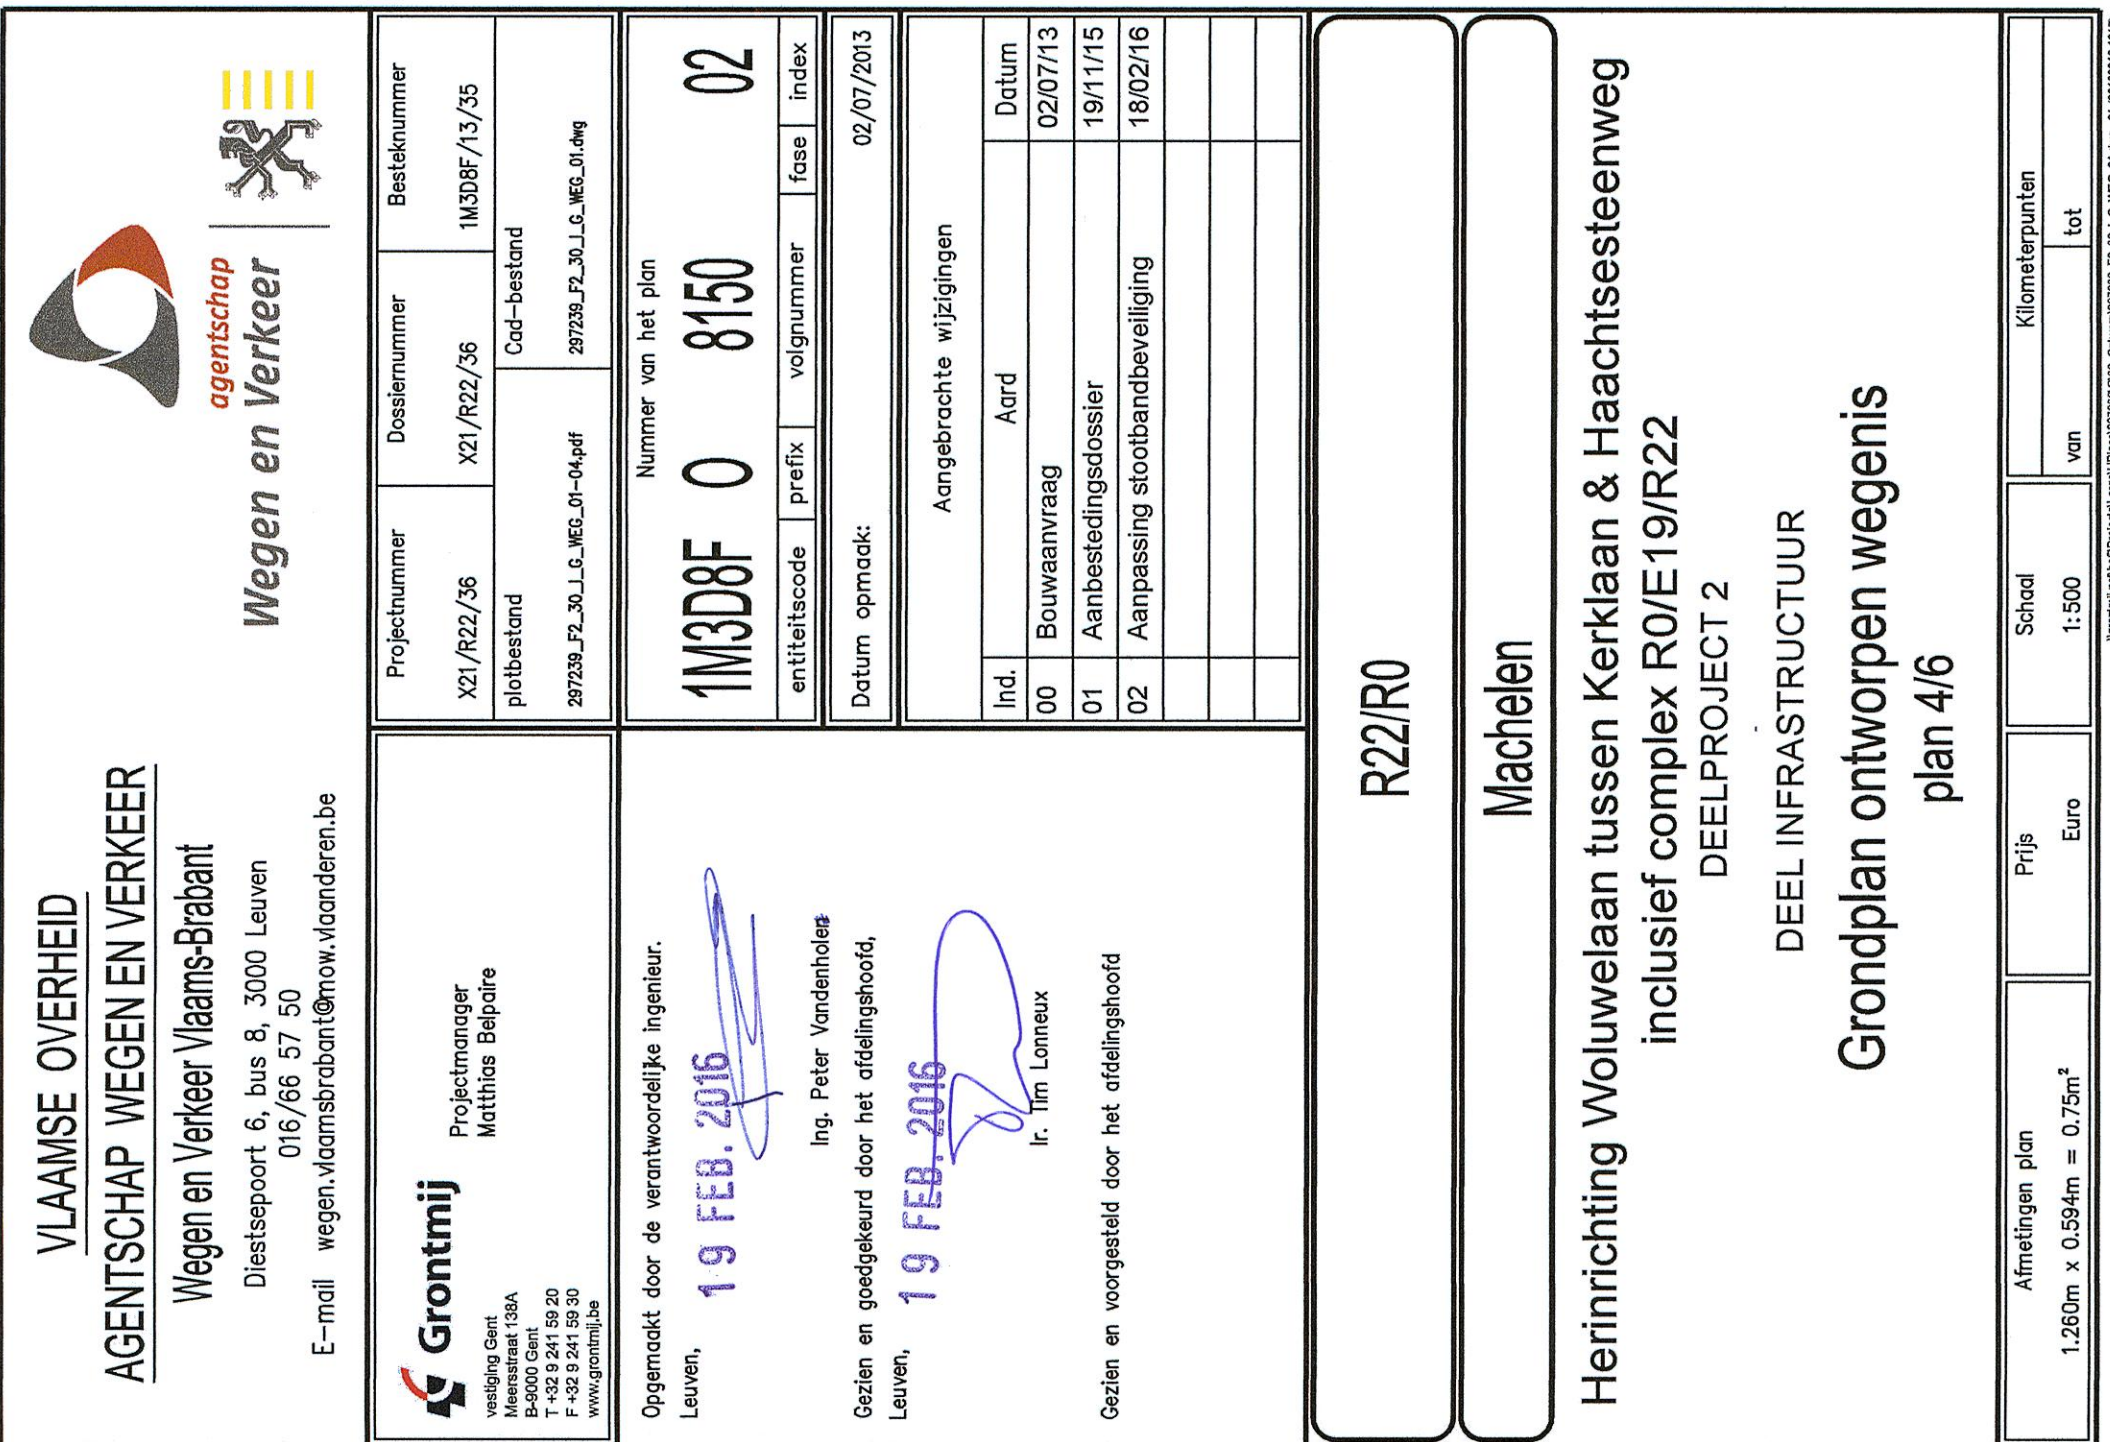 VLAAMSE OVERHEID
AGENTSCHAP WEGEN EN VERKEER
Wegen en Verkeer Vlaams-Brabant
Diestsepoort 6, bus 8, 3000 Leuven
016/66 57 50
E-mail wegen.vlaamsbrabant@mow.vlaanderen.be
agentschap
Wegen en Verkeer
Grontmij
vestiging Gent
Meersstraat 138A
B-9000 Gent
T +32 9 241 59 20
F +32 9 241 59 30
www.grontmij.be
Projectmanager
Matthias Belpaire
Projectnummer Dossiernummer Besteknummer
X21/R22/36 X21/R22/36 1M3D8F/13/35
plotbestand Cad-bestand
297239_F2_30_I_G_WEG_01-04.pdf 297239_F2_30_I_G_WEG_01.dwg
Opgemaakt door de verantwoordelijke ingenieur.
Leuven,
19 FEB. 2016
Ing. Peter Vandenholen
Gezien en goedgekeurd door het afdelingshoofd,
Leuven,
19 FEB. 2016
Ir. Tim Lonneux
Gezien en voorgesteld door het afdelingshoofd
Nummer van het plan
1M3D8F 0 8150 02
entiteitscode prefix volgnummer fase index
Datum opmaak: 02/07/2013
Aangebrachte wijzigingen
Ind. Aard Datum
00 Bouwaanvraag 02/07/13
01 Aanbestedingsdossier 19/11/15
02 Aanpassing stootbandbeveiliging 18/02/16
R22/R0
Machelen
Herinrichting Woluwelaan tussen Kerklaan & Haachtsesteenweg
inclusief complex R0/E19/R22
DEELPROJECT 2
DEEL INFRASTRUCTUUR
Grondplan ontworpen wegenis
plan 4/6
Afmetingen plan Prijs Schaal Kilometerpunten
1.260m x 0.594m = 0.75m² Euro 1:500 van tot